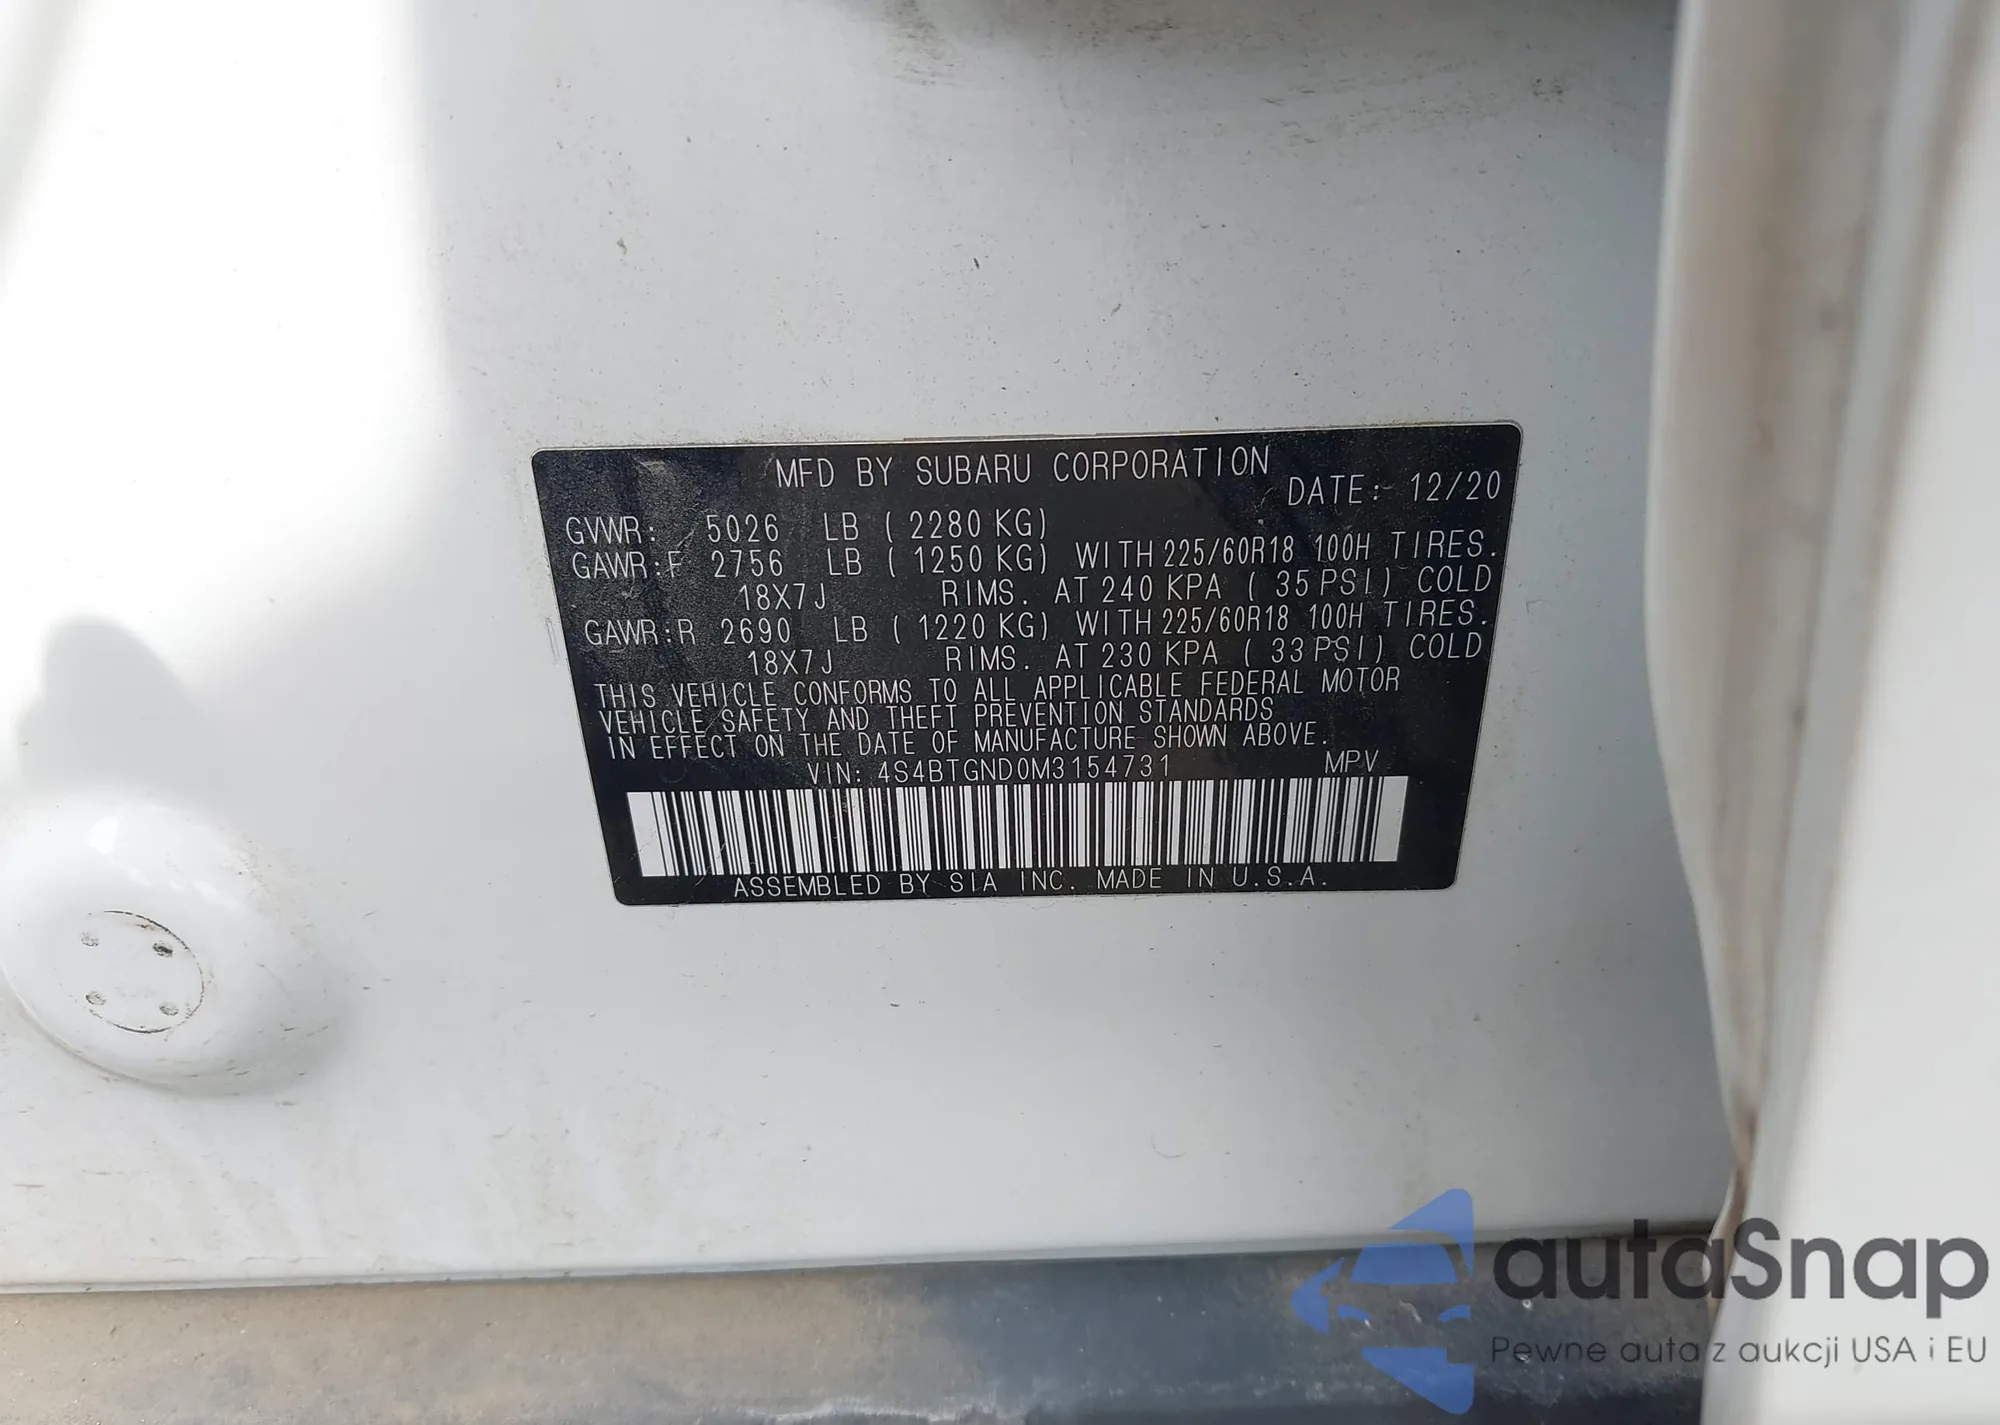 MFD BY SUBARU CORPORATION
DATE: 12/20
GVWR: 5026 LB ( 2280 KG)
GAWR:F 2756 LB ( 1250 KG) WITH 225/60R18 100H TIRES.
18X7J RIMS. AT 240 KPA ( 35 PSI) COLD
GAWR:R 2690 LB ( 1220 KG) WITH 225/60R18 100H TIRES.
18X7J RIMS. AT 230 KPA ( 33 PSI) COLD
THIS VEHICLE CONFORMS TO ALL APPLICABLE FEDERAL MOTOR
VEHICLE SAFETY AND THEFT PREVENTION STANDARDS
IN EFFECT ON THE DATE OF MANUFACTURE SHOWN ABOVE.
VIN: 4S4BTGND0M3154731 MPV
ASSEMBLED BY SIA INC. MADE IN U.S.A.
autaSnap
Pewne auta z aukcji USA i EU